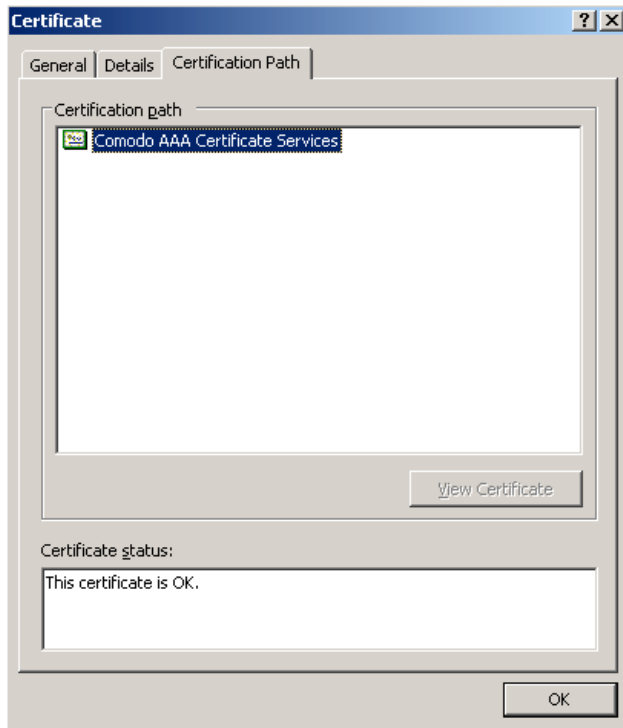 Certificate
General
Details
Certification Path
Certification path
Comodo AAA Certificate Services
View Certificate
Certificate status:
This certificate is OK.
OK